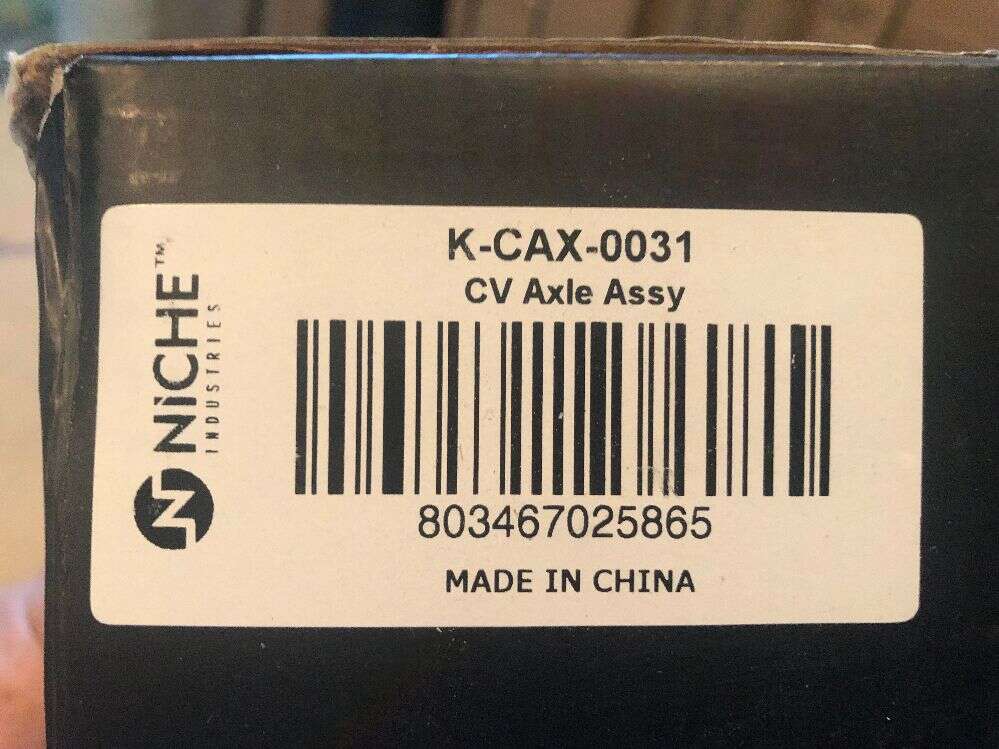 K-CAX-0031
CV Axle Assy
NiCHE™
INDUSTRIES
803467025865
MADE IN CHINA